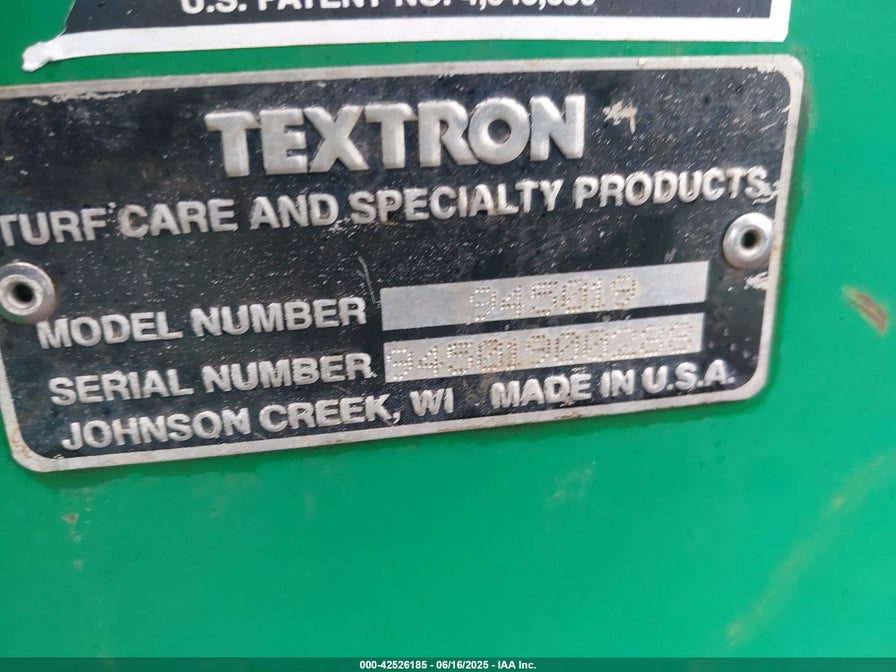 U.S. PATENT NO.
TEXTRON
TURF CARE AND SPECIALTY PRODUCTS
MODEL NUMBER 945019
SERIAL NUMBER
JOHNSON CREEK, WI MADE IN U.S.A.
000-42526185 - 06/16/2025 - IAA Inc.